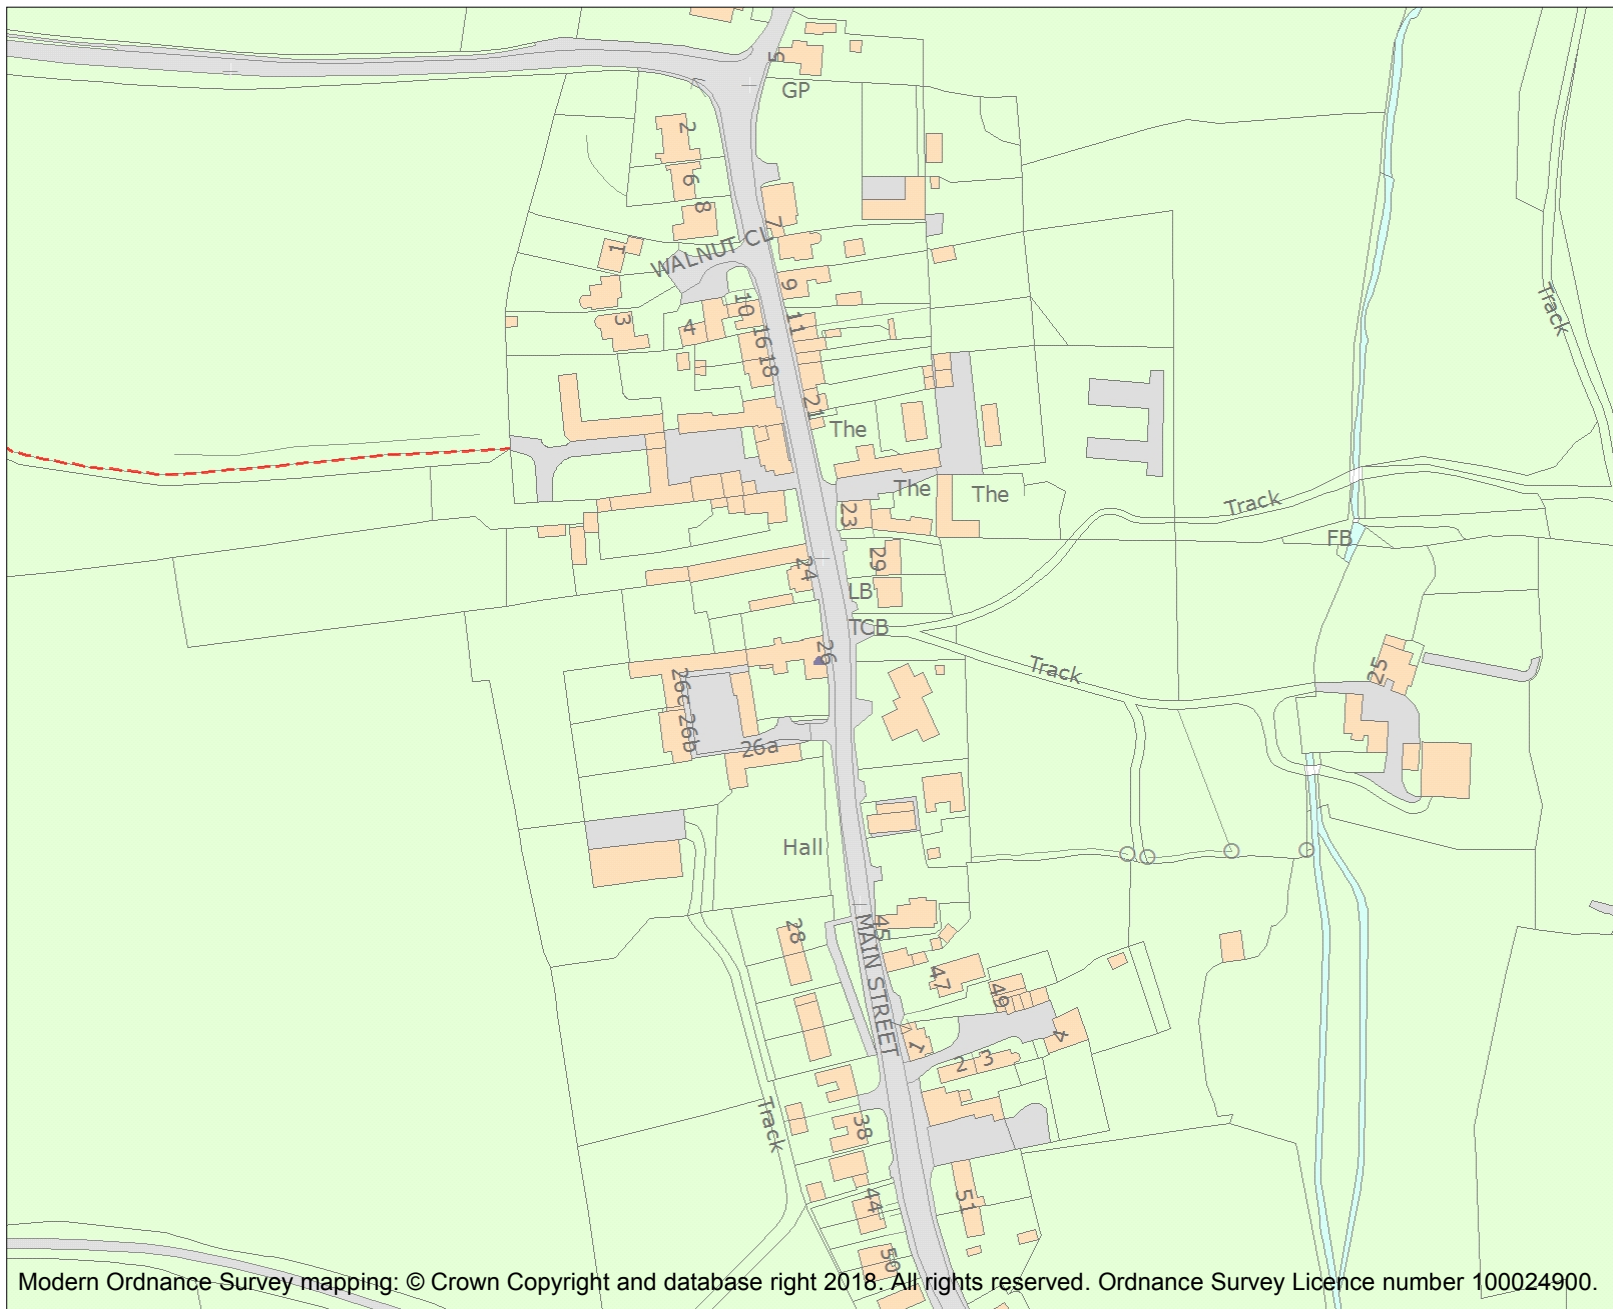 5
GP
2
6
8
7
WALNUT CL
1
9
10
3
4
11
16
18
Track
21
The
The
The
Track
23
FB
29
24
LB
TCB
26
Track
25
26c
26b
26a
Hall
28
45
MAIN STREET
47
49
1
4
2
3
Track
38
44
51
50
Modern Ordnance Survey mapping: © Crown Copyright and database right 2018. All rights reserved. Ordnance Survey Licence number 100024900.